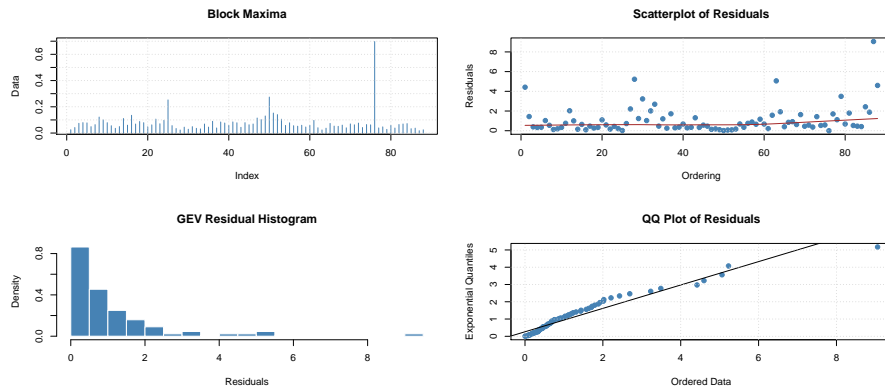 Block Maxima
Data
0.0 0.2 0.4 0.6
0 20 40 60 80
Index
Scatterplot of Residuals
Residuals
0 2 4 6 8
0 20 40 60 80
Ordering
GEV Residual Histogram
Density
0.0 0.4 0.8
0 2 4 6 8
Residuals
QQ Plot of Residuals
Exponential Quantiles
0 1 2 3 4 5
0 2 4 6 8
Ordered Data